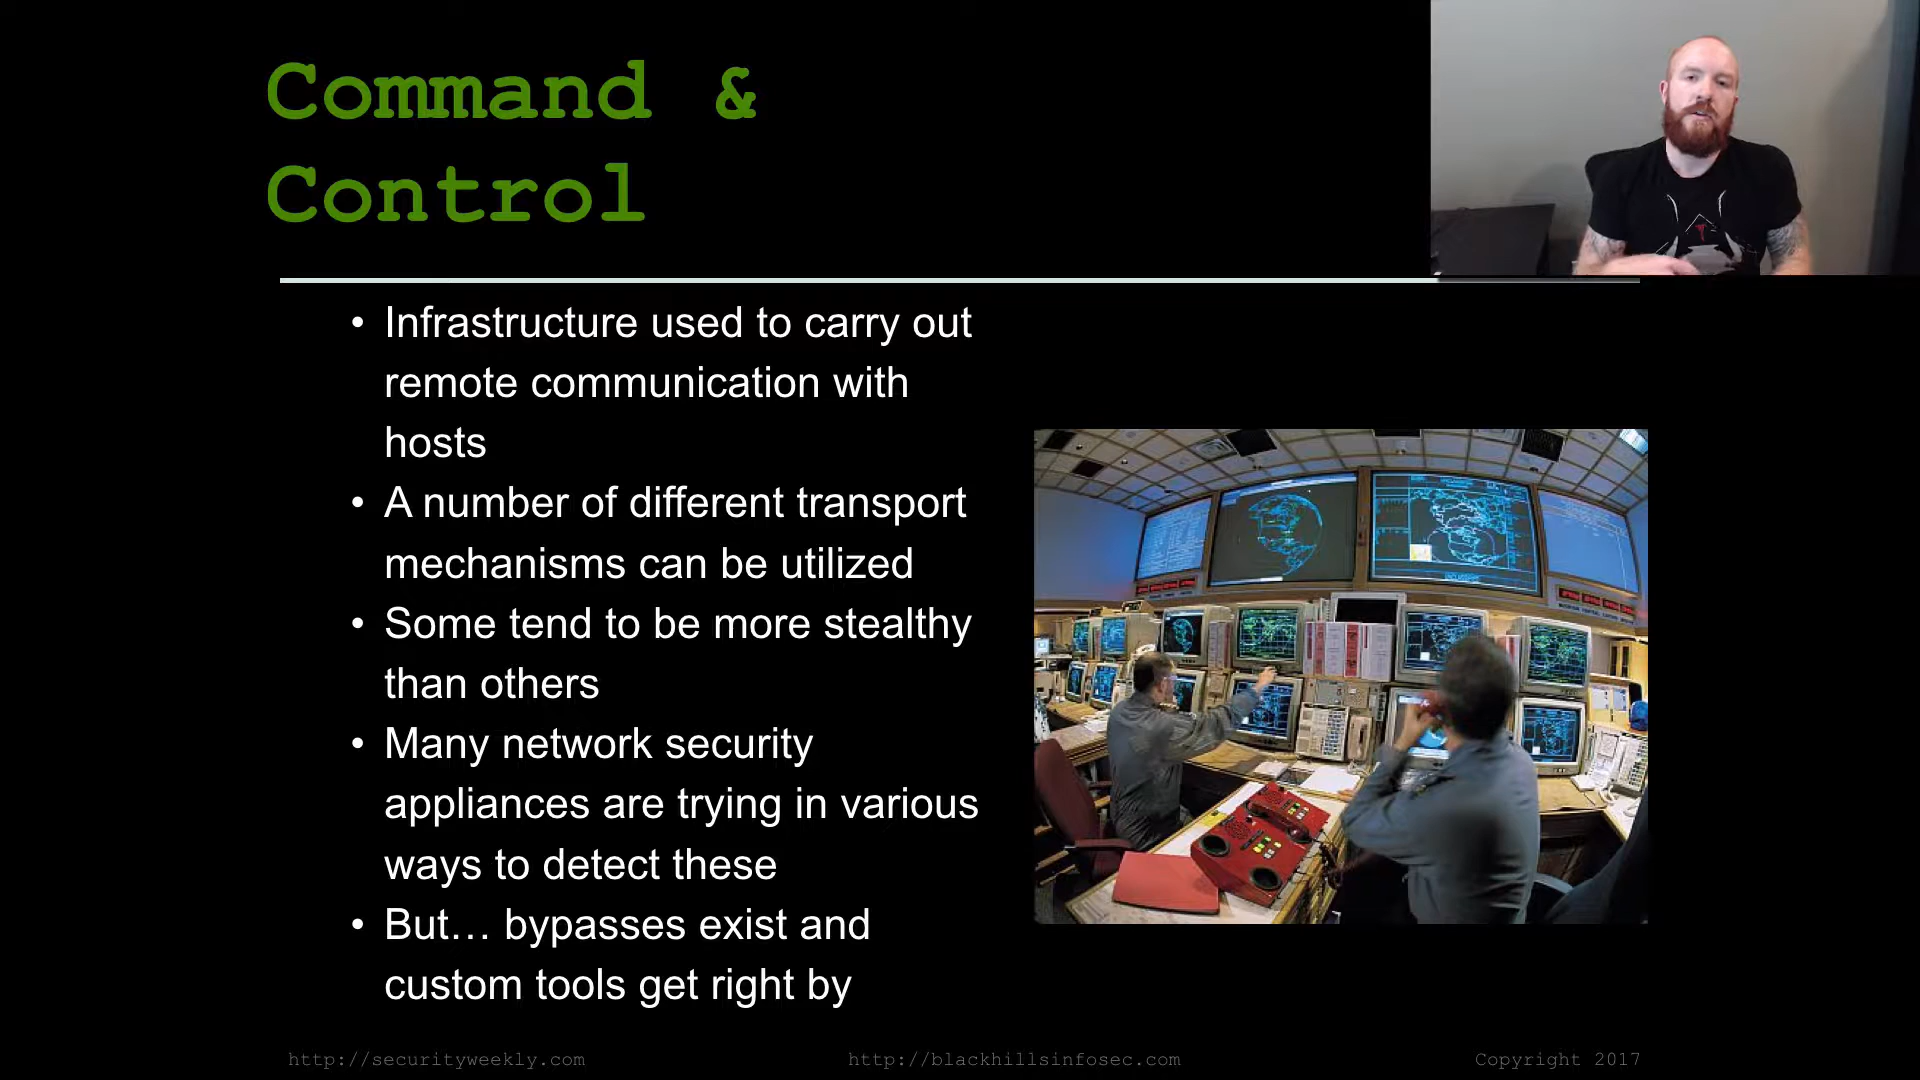 Command &
Control
• Infrastructure used to carry out
remote communication with
hosts
• A number of different transport
mechanisms can be utilized
• Some tend to be more stealthy
than others
• Many network security
appliances are trying in various
ways to detect these
• But… bypasses exist and
custom tools get right by
http://securityweekly.com
http://blackhillsinfosec.com
Copyright 2017